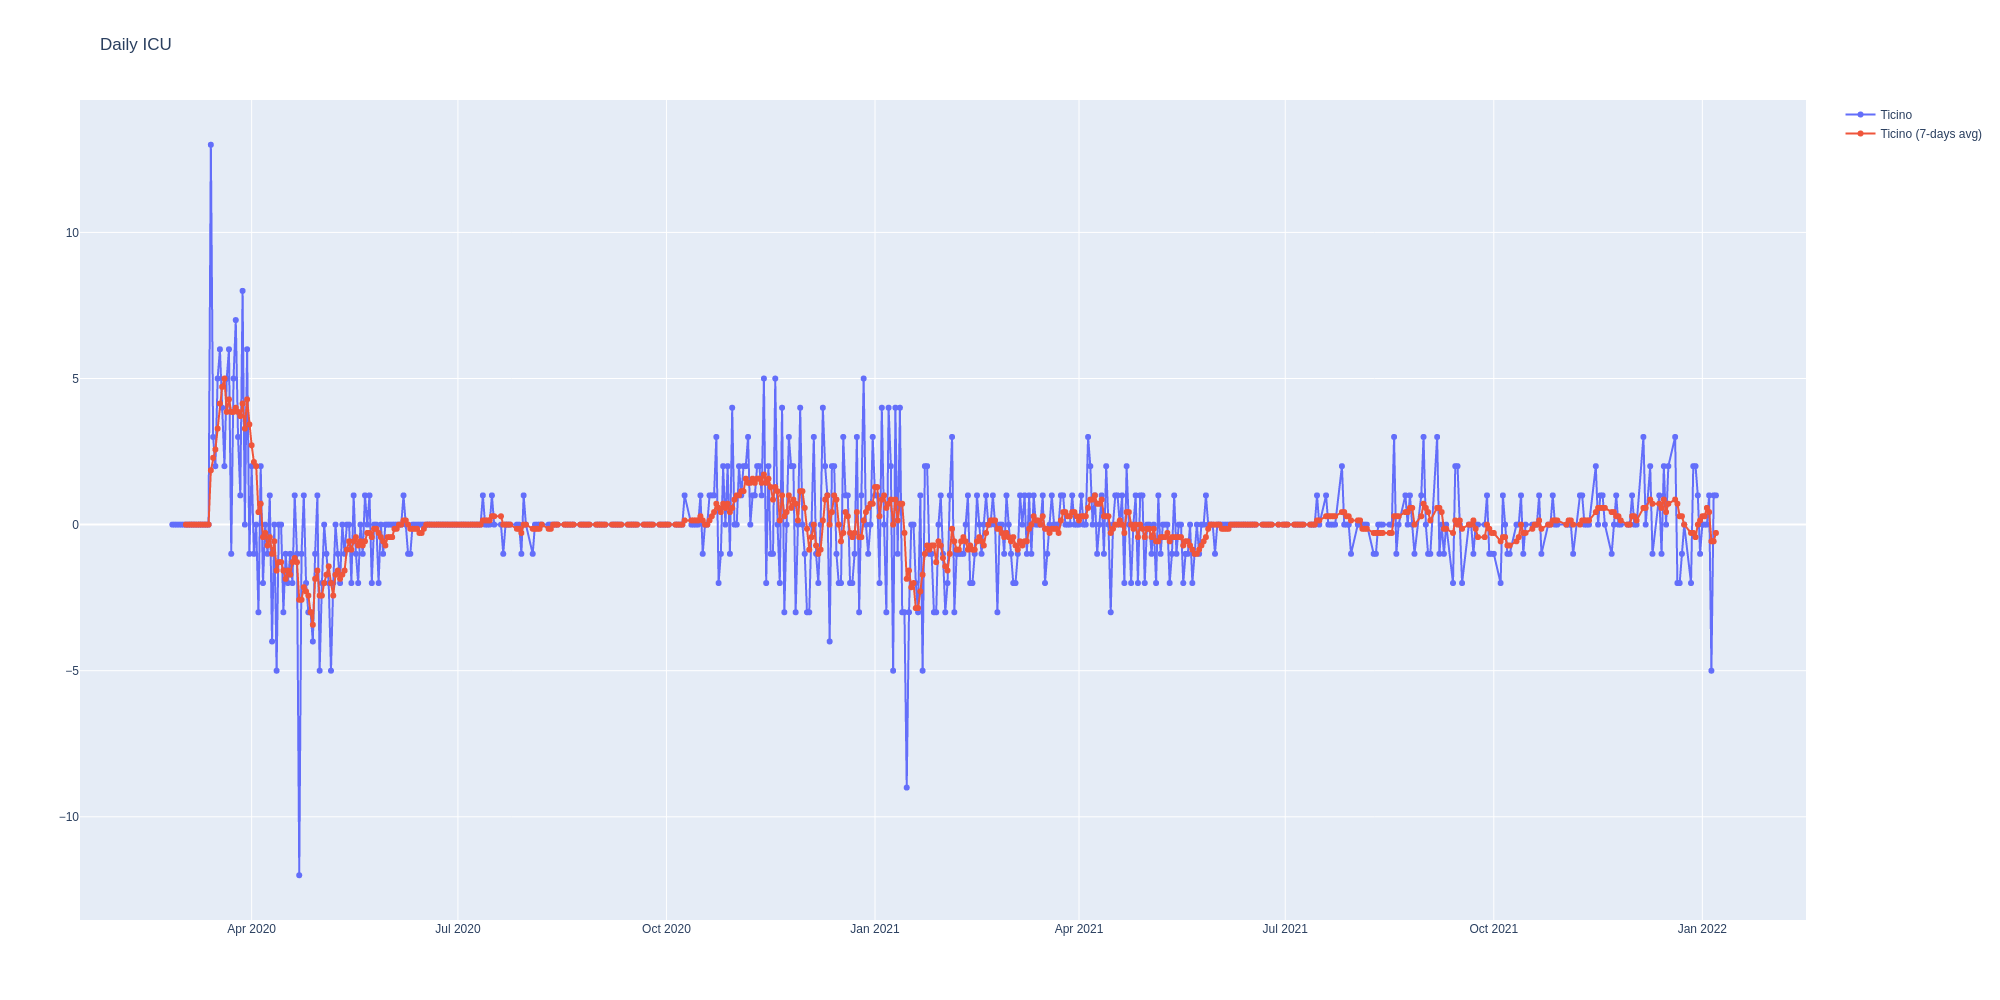 Daily ICU
Ticino
Ticino (7-days avg)
10
5
0
−5
−10
Apr 2020
Jul 2020
Oct 2020
Jan 2021
Apr 2021
Jul 2021
Oct 2021
Jan 2022